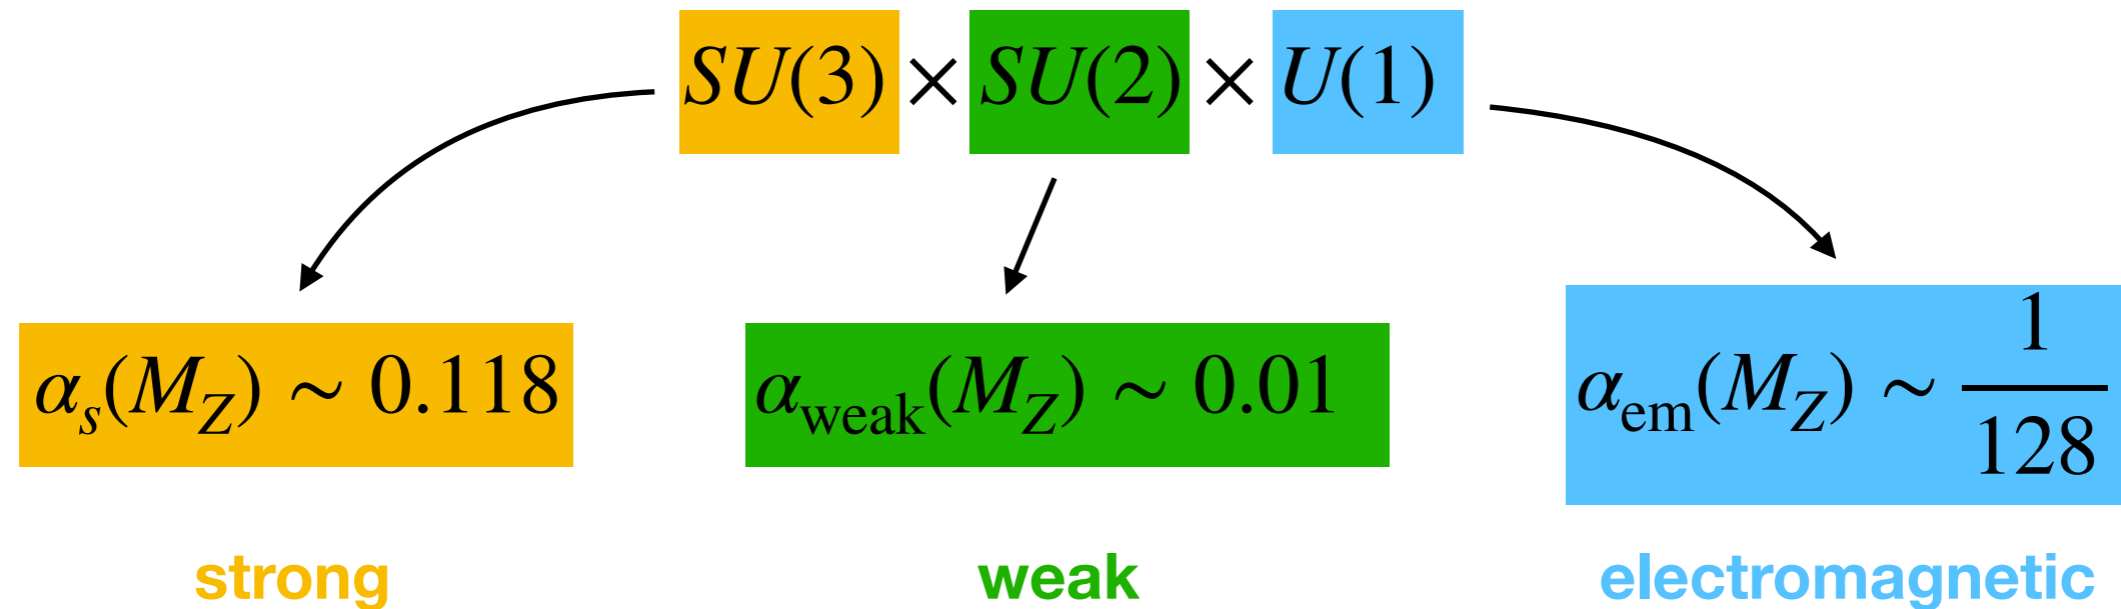 SU(3) × SU(2) × U(1)
α_s(M_Z) ∼ 0.118
α_weak(M_Z) ∼ 0.01
α_em(M_Z) ∼ 1/128
strong weak electromagnetic